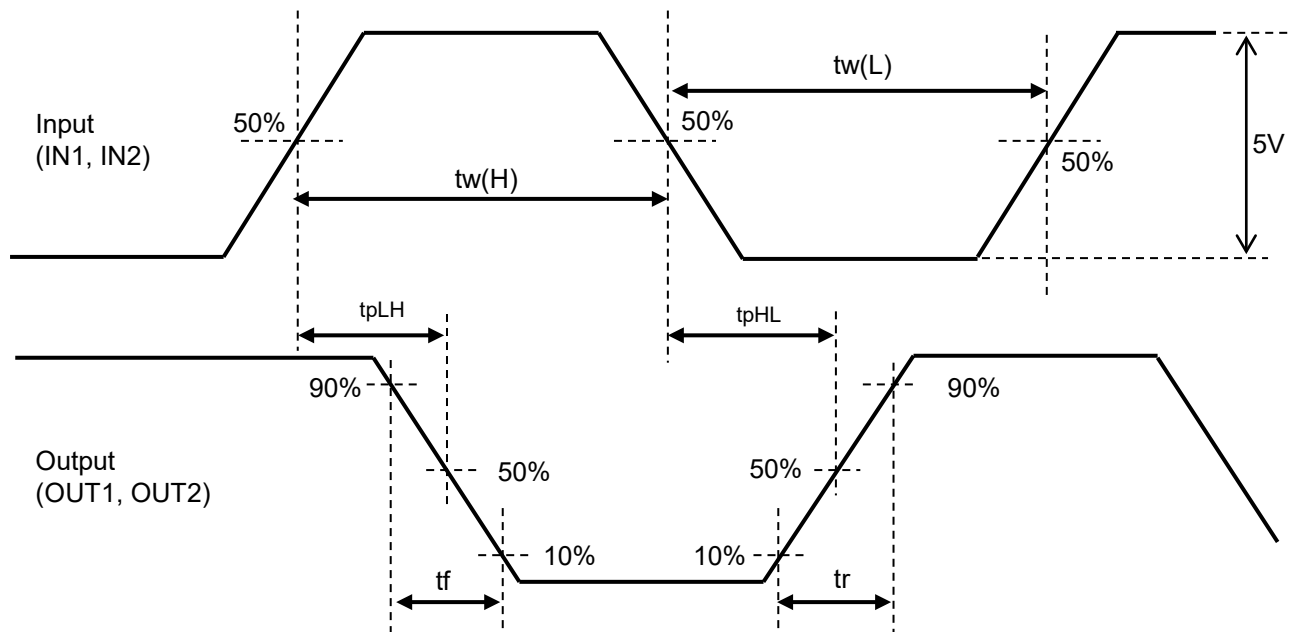 tw(L)
50%
50%
Input
(IN1, IN2)
5V
50%
tw(H)
tpLH
tpHL
90%
90%
Output
(OUT1, OUT2)
50%
50%
10%
10%
tf
tr